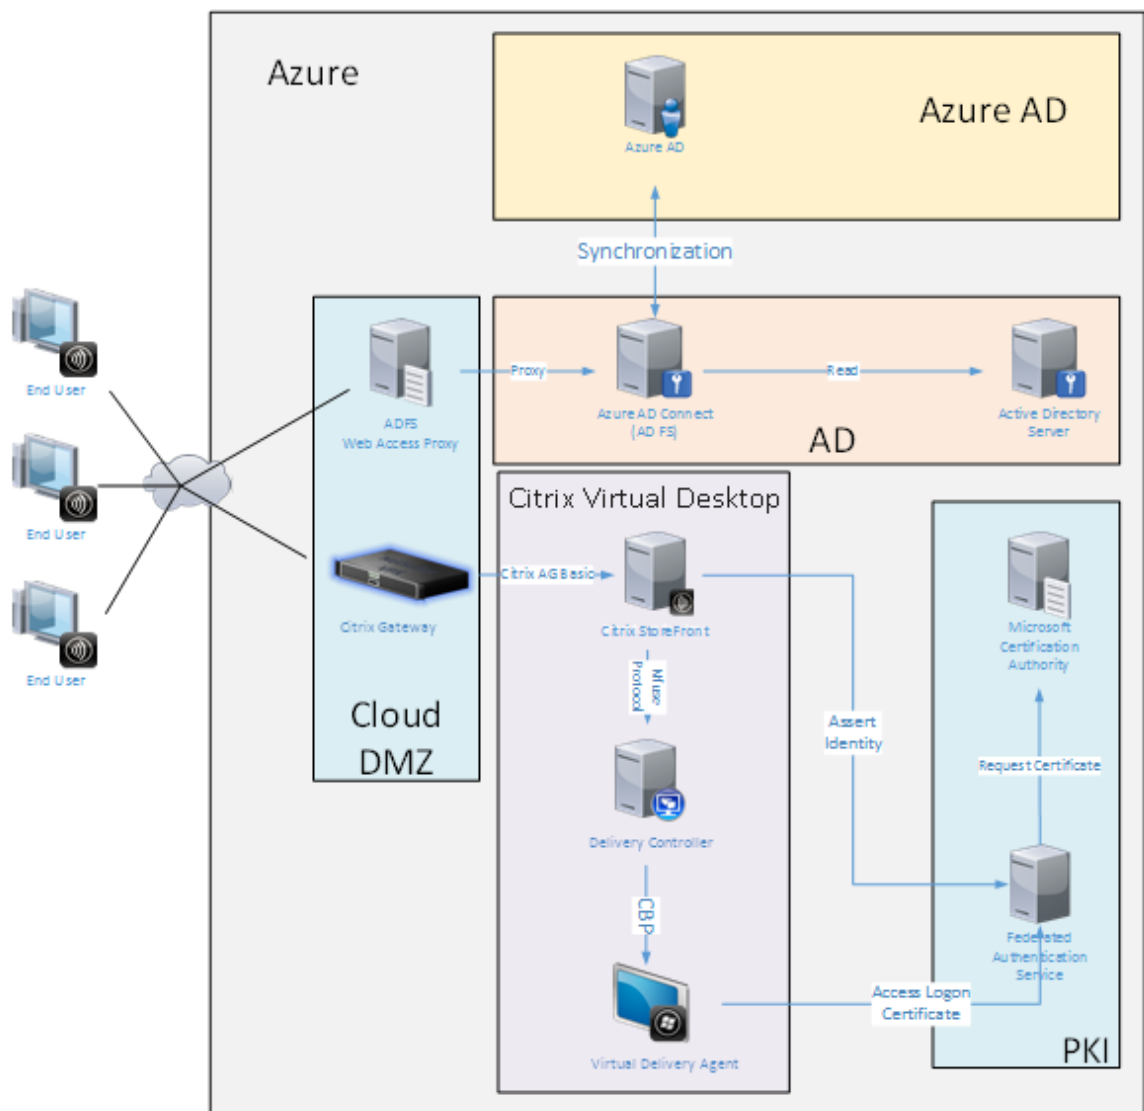 Azure
Azure AD
Azure AD
Synchronization
End User
End User
End User
ADFS
Web Access Proxy
Proxy
Azure AD Connect
(AD FS)
Read
Active Directory
Server
AD
Citrix Gateway
Cloud
DMZ
Citrix AG Basic
Citrix Virtual Desktop
Citrix StoreFront
Nfuse
Protocol
Delivery Controller
CBP
Virtual Delivery Agent
Assert
Identity
Access Logon
Certificate
Microsoft
Certification
Authority
Request Certificate
Federated
Authentication
Service
PKI